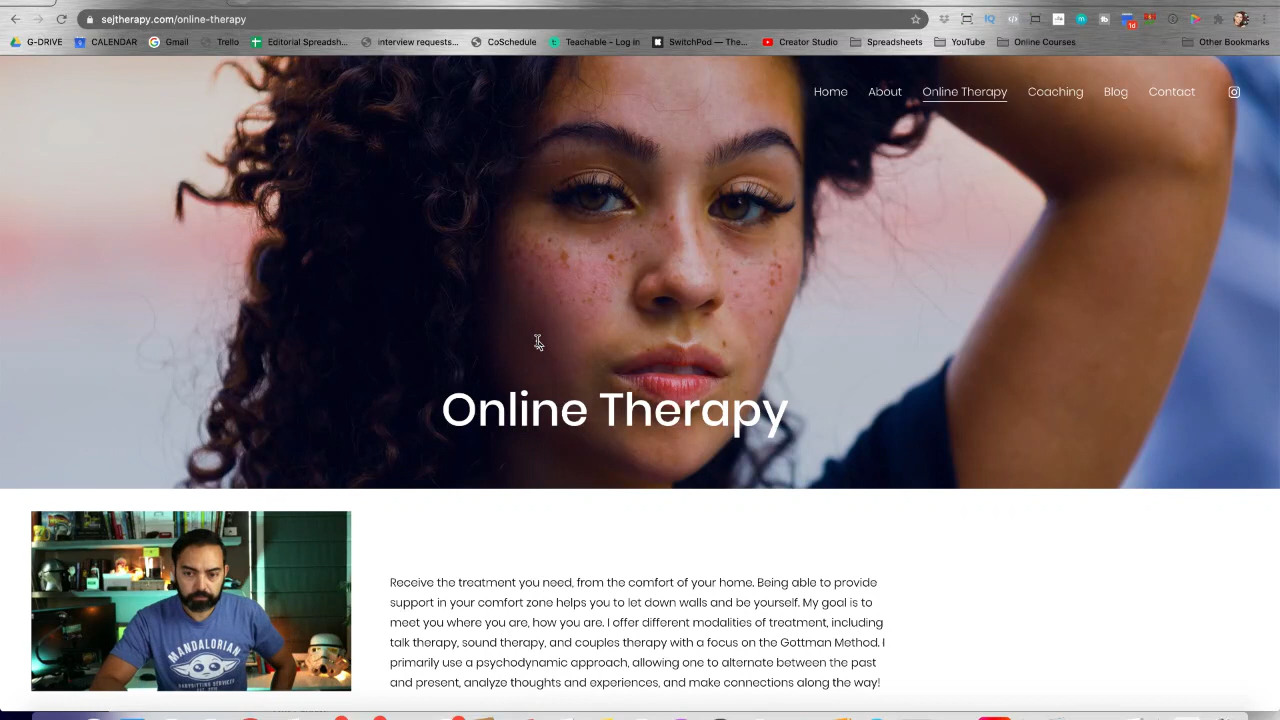 sejtherapy.com/online-therapy
G-DRIVE CALENDAR Gmail Trello Editorial Spreadsh... interview requests... CoSchedule Teachable - Log in SwitchPod — The... Creator Studio Spreadsheets YouTube Online Courses Other Bookmarks
Home About Online Therapy Coaching Blog Contact
Online Therapy
Receive the treatment you need, from the comfort of your home. Being able to provide
support in your comfort zone helps you to let down walls and be yourself. My goal is to
meet you where you are, how you are. I offer different modalities of treatment, including
talk therapy, sound therapy, and couples therapy with a focus on the Gottman Method. I
primarily use a psychodynamic approach, allowing one to alternate between the past
and present, analyze thoughts and experiences, and make connections along the way!
MANDALORIAN
BABYSITTING SERVICES